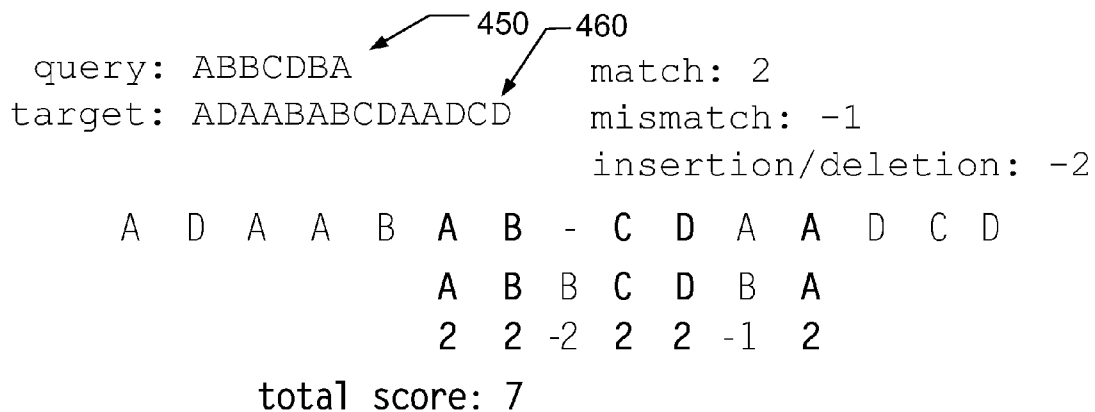 450 460
query: ABBCDBA match: 2
target: ADAABABCDAADCD mismatch: -1
insertion/deletion: -2
A D A A B A B - C D A A D C D
A B B C D B A
2 2 -2 2 2 -1 2
total score: 7